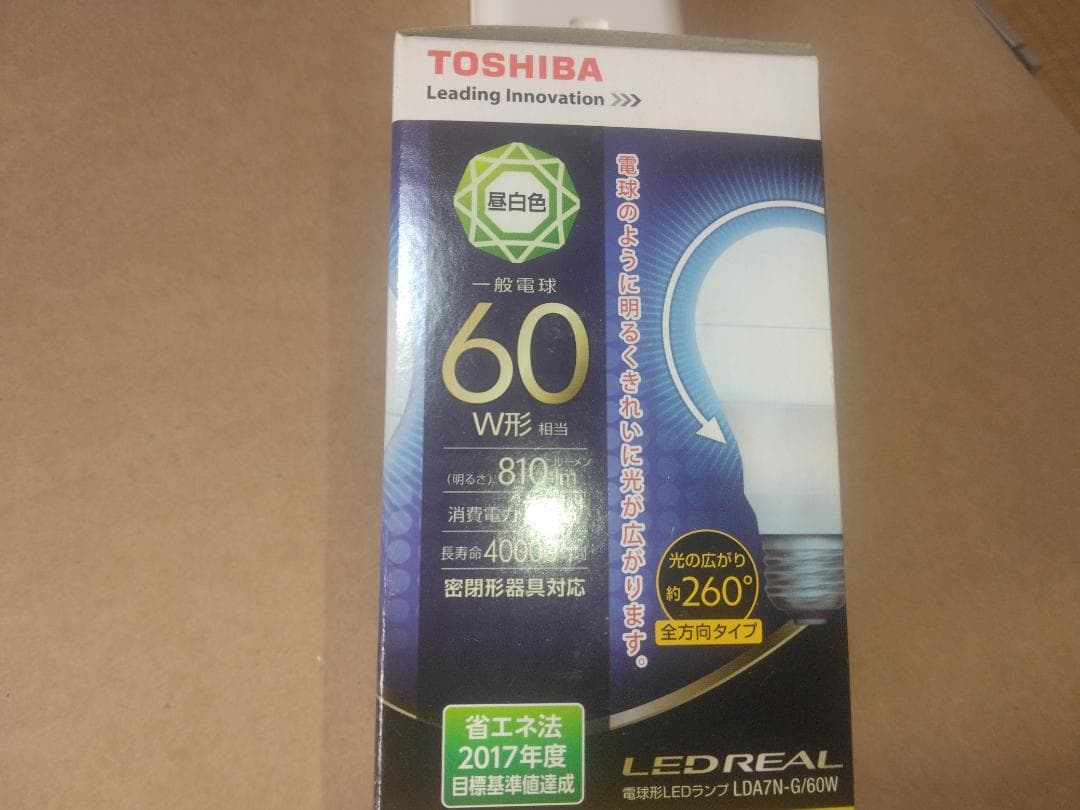 TOSHIBA
Leading Innovation >>>
昼白色
一般電球
60
W形 相当
(明るさ) 810 lm ルーメン
消費電力
長寿命 4000
密閉形器具対応
電球のように明るくきれいに光が広がります。
光の広がり
約260°
全方向タイプ
省エネ法
2017年度
目標基準値達成
LED REAL
電球形LEDランプ LDA7N-G/60W